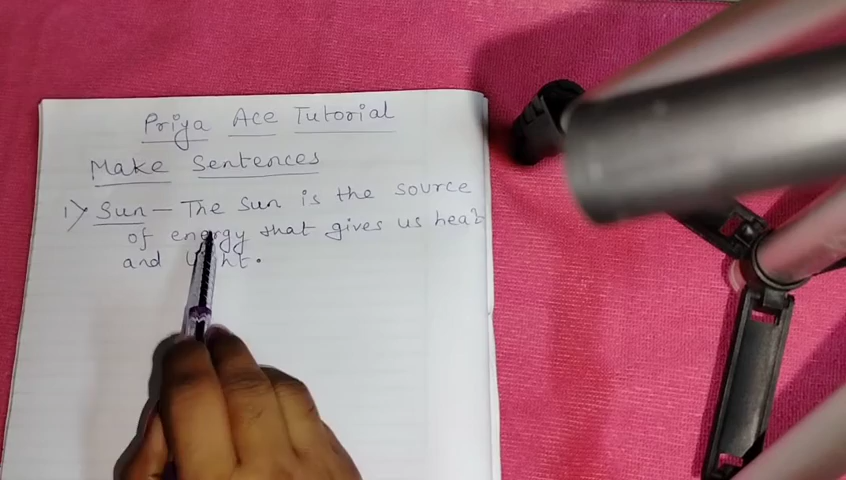 Priya Ace Tutorial
Make Sentences
1) Sun - The sun is the source
of energy that gives us heat
and light.